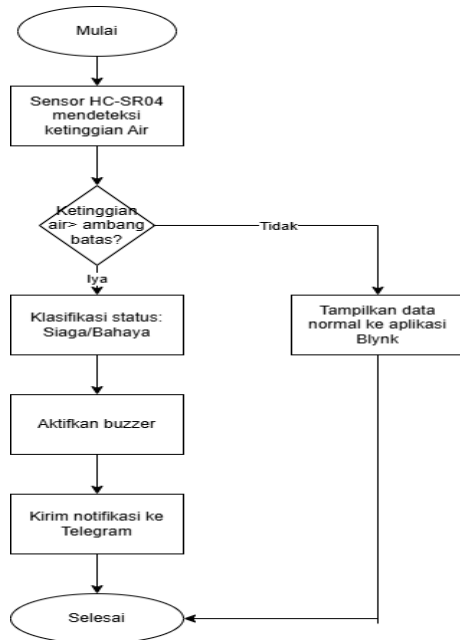 Mulai
Sensor HC-SR04
mendeteksi
ketinggian Air
Ketinggian
air> ambang
batas?
Tidak
Iya
Klasifikasi status:
Siaga/Bahaya
Tampilkan data
normal ke aplikasi
Blynk
Aktifkan buzzer
Kirim notifikasi ke
Telegram
Selesai